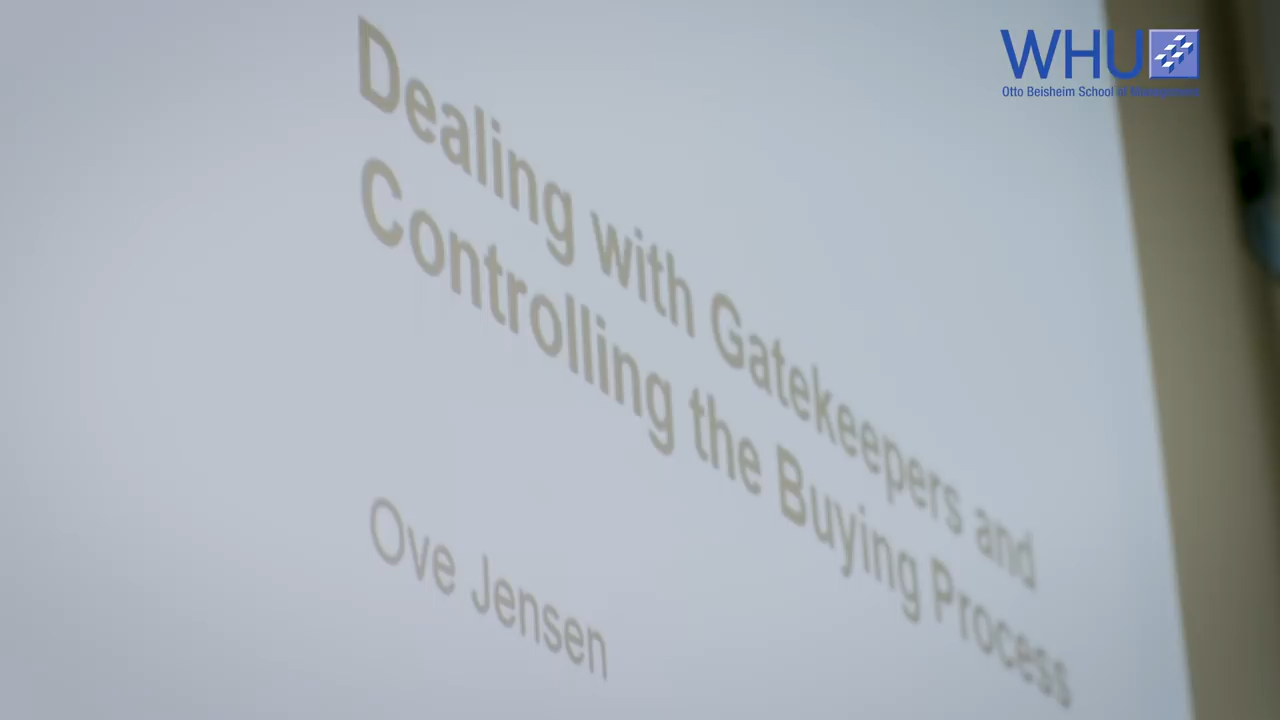 WHU
Otto Beisheim School of Management
Dealing with Gatekeepers and
Controlling the Buying Process
Ove Jensen